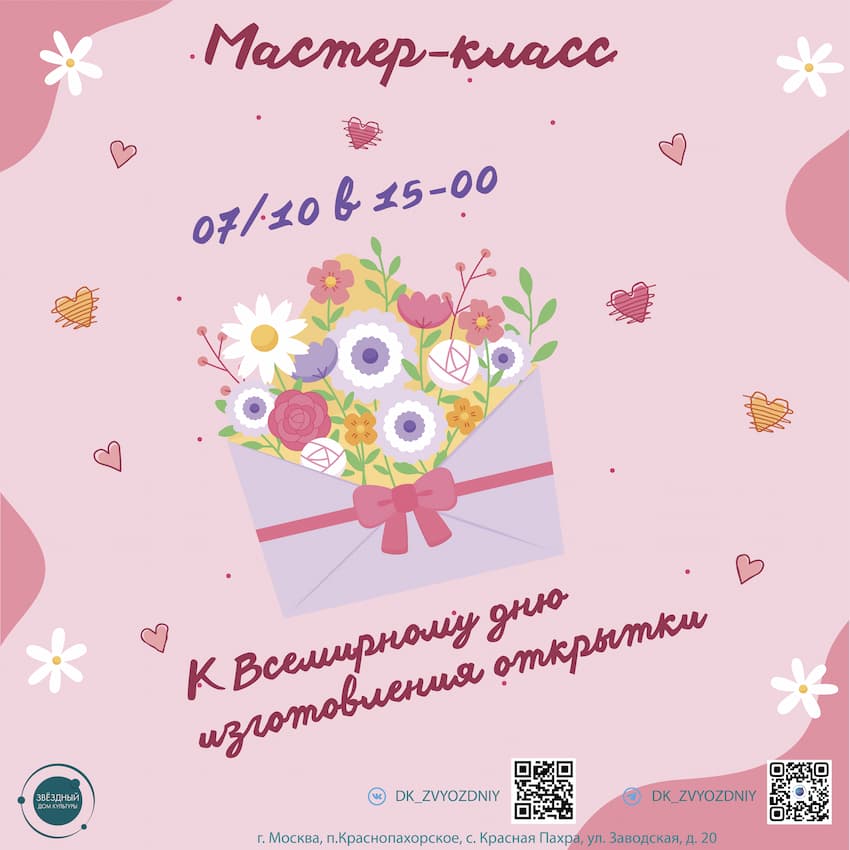 Мастер-класс
07/10 в 15-00
К Всемирному дню
изготовления открытки
ЗВЁЗДНЫЙ
ДОМ КУЛЬТУРЫ
DK_ZVYOZDNIY
DK_ZVYOZDNIY
г. Москва, п.Краснопахорское, с. Красная Пахра, ул. Заводская, д. 20